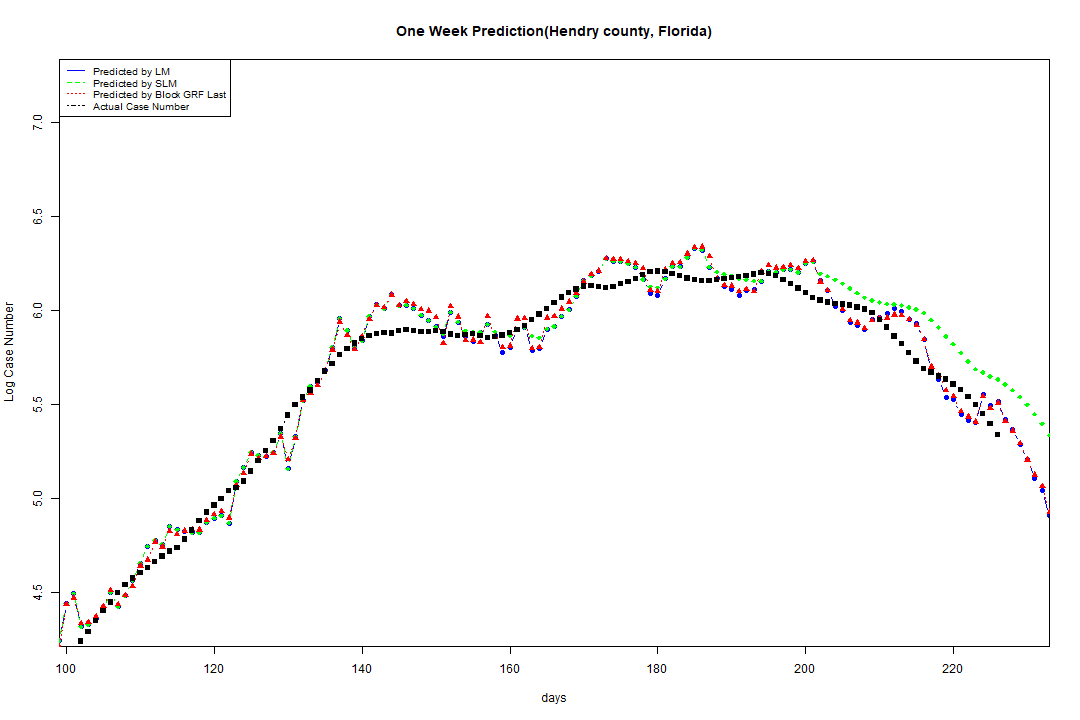 One Week Prediction(Hendry county, Florida)
Predicted by LM
Predicted by SLM
Predicted by Block GRF Last
Actual Case Number
7.0
6.5
6.0
5.5
5.0
4.5
Log Case Number
100 120 140 160 180 200 220
days